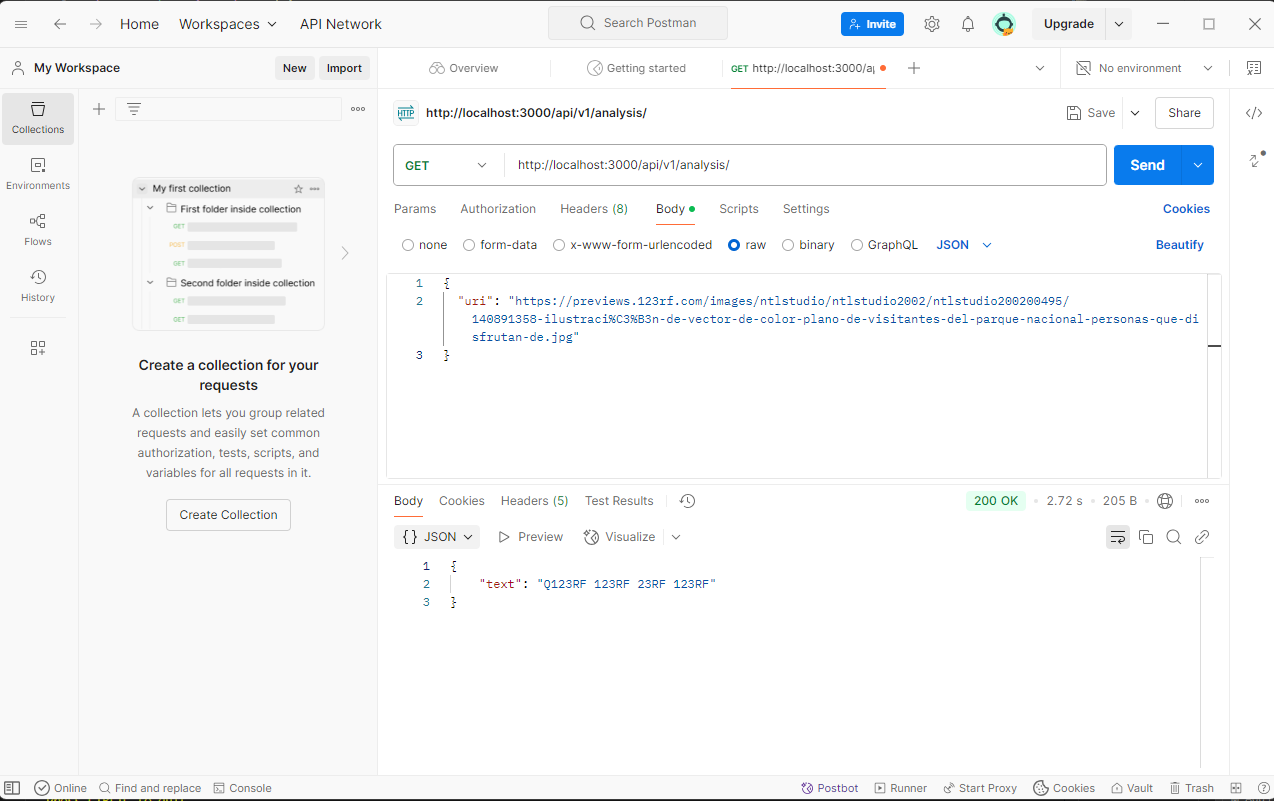 Home Workspaces API Network Search Postman Invite Upgrade
My Workspace New Import Overview Getting started GET http://localhost:3000/ap No environment
Collections
Environments
Flows
History
My first collection
First folder inside collection
GET
POST
GET
Second folder inside collection
GET
GET
Create a collection for your
requests
A collection lets you group related
requests and easily set common
authorization, tests, scripts, and
variables for all requests in it.
Create Collection
HTTP http://localhost:3000/api/v1/analysis/ Save Share
GET http://localhost:3000/api/v1/analysis/ Send
Params Authorization Headers (8) Body Scripts Settings Cookies
none form-data x-www-form-urlencoded raw binary GraphQL JSON Beautify
1 {
2 "uri": "https://previews.123rf.com/images/ntlstudio/ntlstudio2002/ntlstudio200200495/
140891358-ilustraci%C3%B3n-de-vector-de-color-plano-de-visitantes-del-parque-nacional-personas-que-di
sfrutan-de.jpg"
3 }
Body Cookies Headers (5) Test Results 200 OK 2.72 s 205 B
{} JSON Preview Visualize
1 {
2 "text": "Q123RF 123RF 23RF 123RF"
3 }
Online Find and replace Console Postbot Runner Start Proxy Cookies Vault Trash